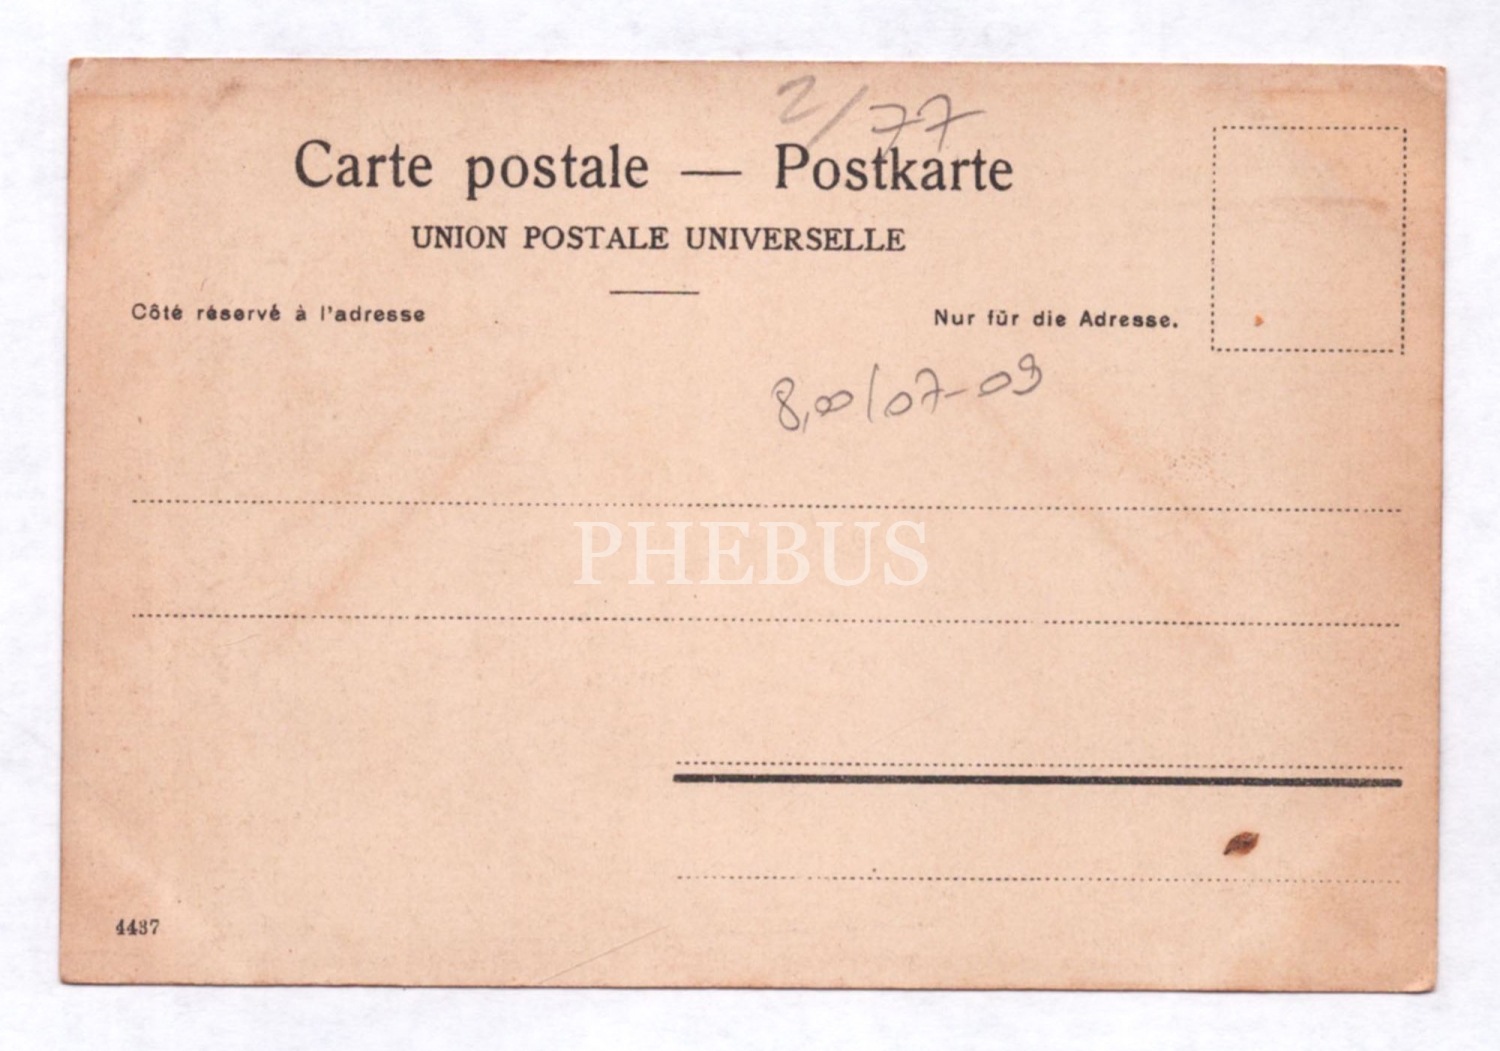 2/77
Carte postale — Postkarte
UNION POSTALE UNIVERSELLE
Côté réservé à l'adresse
Nur für die Adresse.
8,00/07-09
PHEBUS
4437